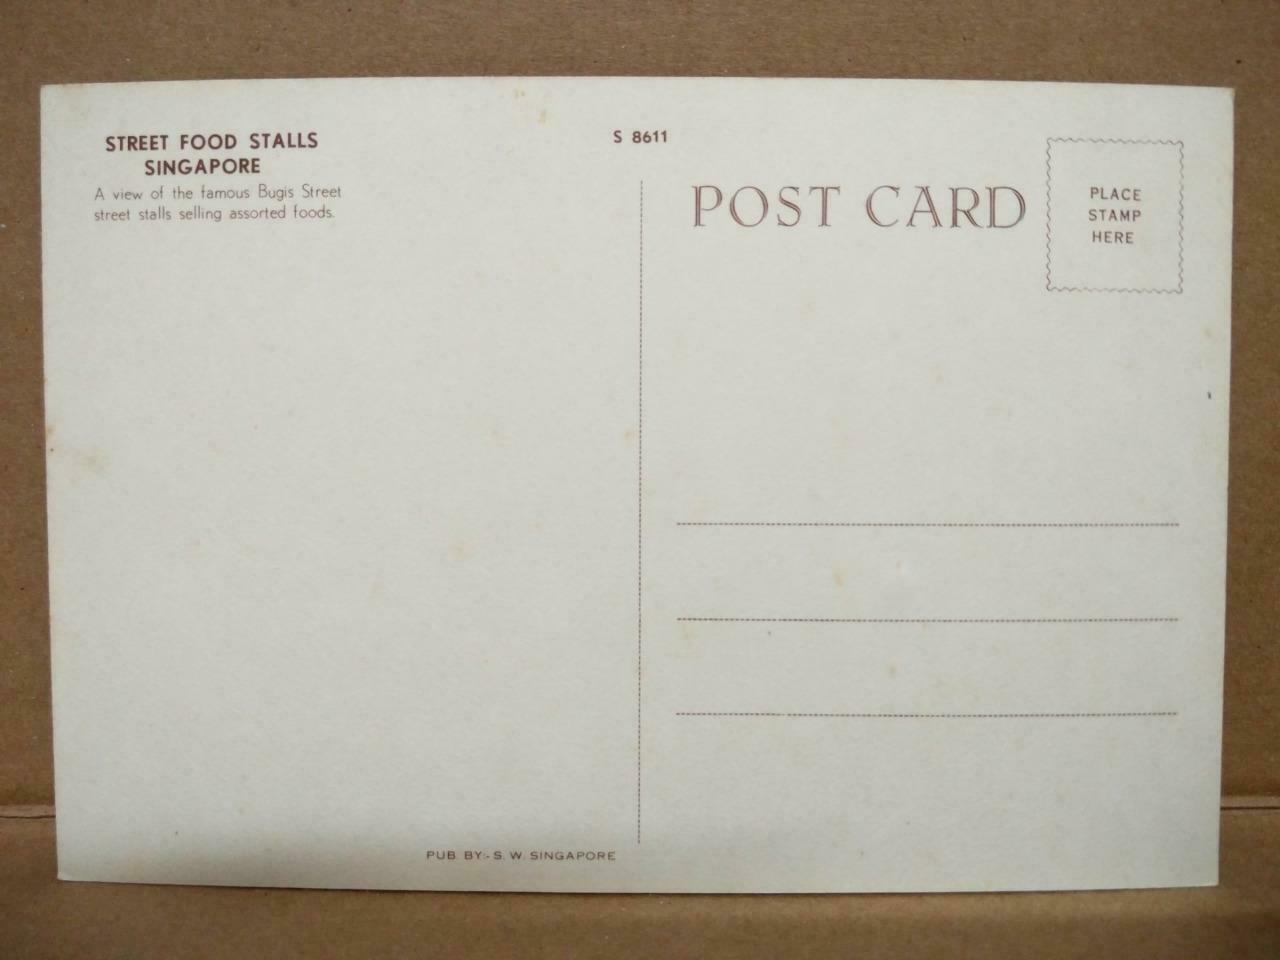 STREET FOOD STALLS
SINGAPORE
A view of the famous Bugis Street
street stalls selling assorted foods.
S 8611
POST CARD
PLACE
STAMP
HERE
PUB. BY:- S. W. SINGAPORE